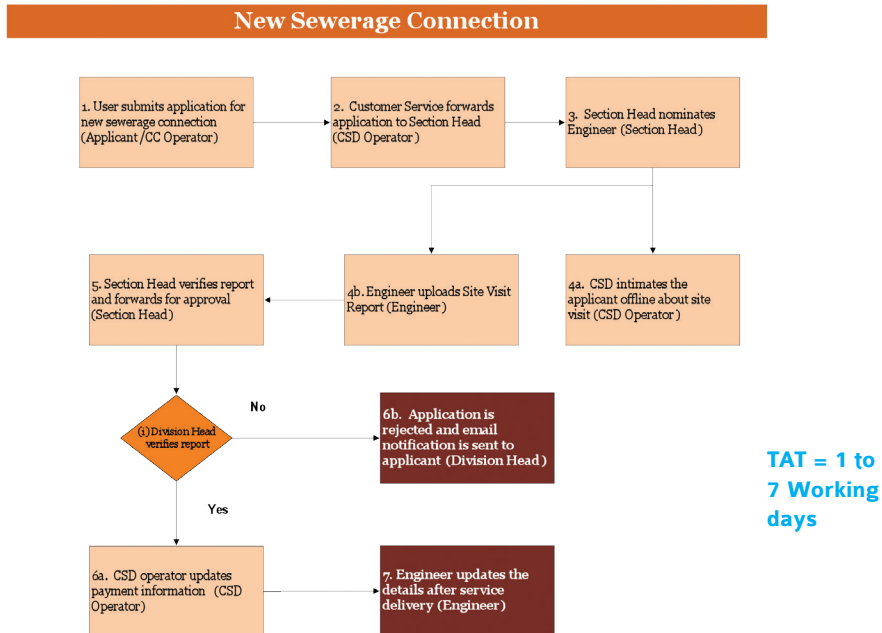 New Sewerage Connection
1. User submits application for
new sewerage connection
(Applicant /CC Operator)
2. Customer Service forwards
application to Section Head
(CSD Operator)
3. Section Head nominates
Engineer (Section Head)
5. Section Head verifies report
and forwards for approval
(Section Head)
4b. Engineer uploads Site Visit
Report (Engineer)
4a. CSD intimates the
applicant offline about site
visit (CSD Operator)
(i) Division Head
verifies report
No
6b. Application is
rejected and email
notification is sent to
applicant (Division Head)
TAT = 1 to
7 Working
days
Yes
6a. CSD operator updates
payment information (CSD
Operator)
7. Engineer updates the
details after service
delivery (Engineer)